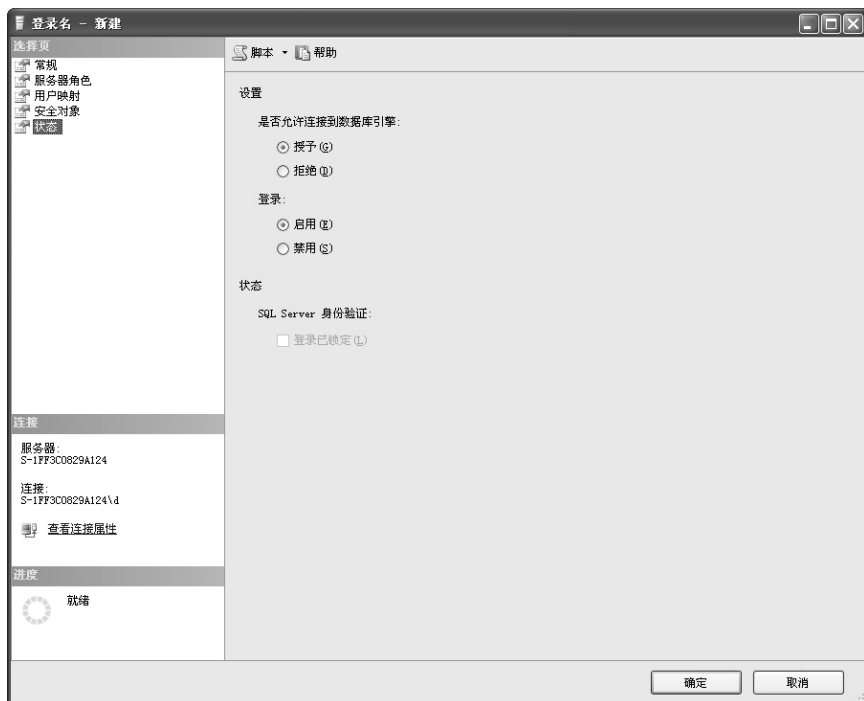 登录名 - 新建
选择页
常规
服务器角色
用户映射
安全对象
状态
脚本
帮助
设置
是否允许连接到数据库引擎:
授予(G)
拒绝(D)
登录:
启用(E)
禁用(S)
状态
SQL Server 身份验证:
登录已锁定(L)
连接
服务器:
S-1FF3C0829A124
连接:
S-1FF3C0829A124\d
查看连接属性
进度
就绪
确定
取消